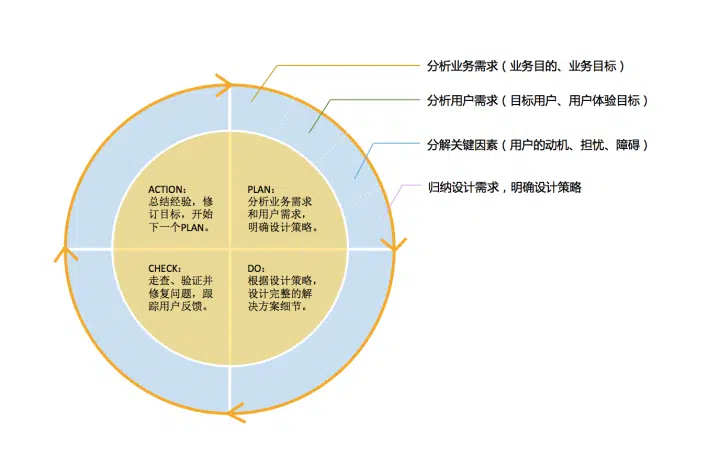 分析业务需求（业务目的、业务目标）
分析用户需求（目标用户、用户体验目标）
分解关键因素（用户的动机、担忧、障碍）
归纳设计需求，明确设计策略
ACTION：
总结经验，修
订目标，开始
下一个PLAN。
PLAN：
分析业务需求
和用户需求，
明确设计策略。
CHECK：
走查、验证并
修复问题，跟
踪用户反馈。
DO：
根据设计策略，
设计完整的解
决方案细节。